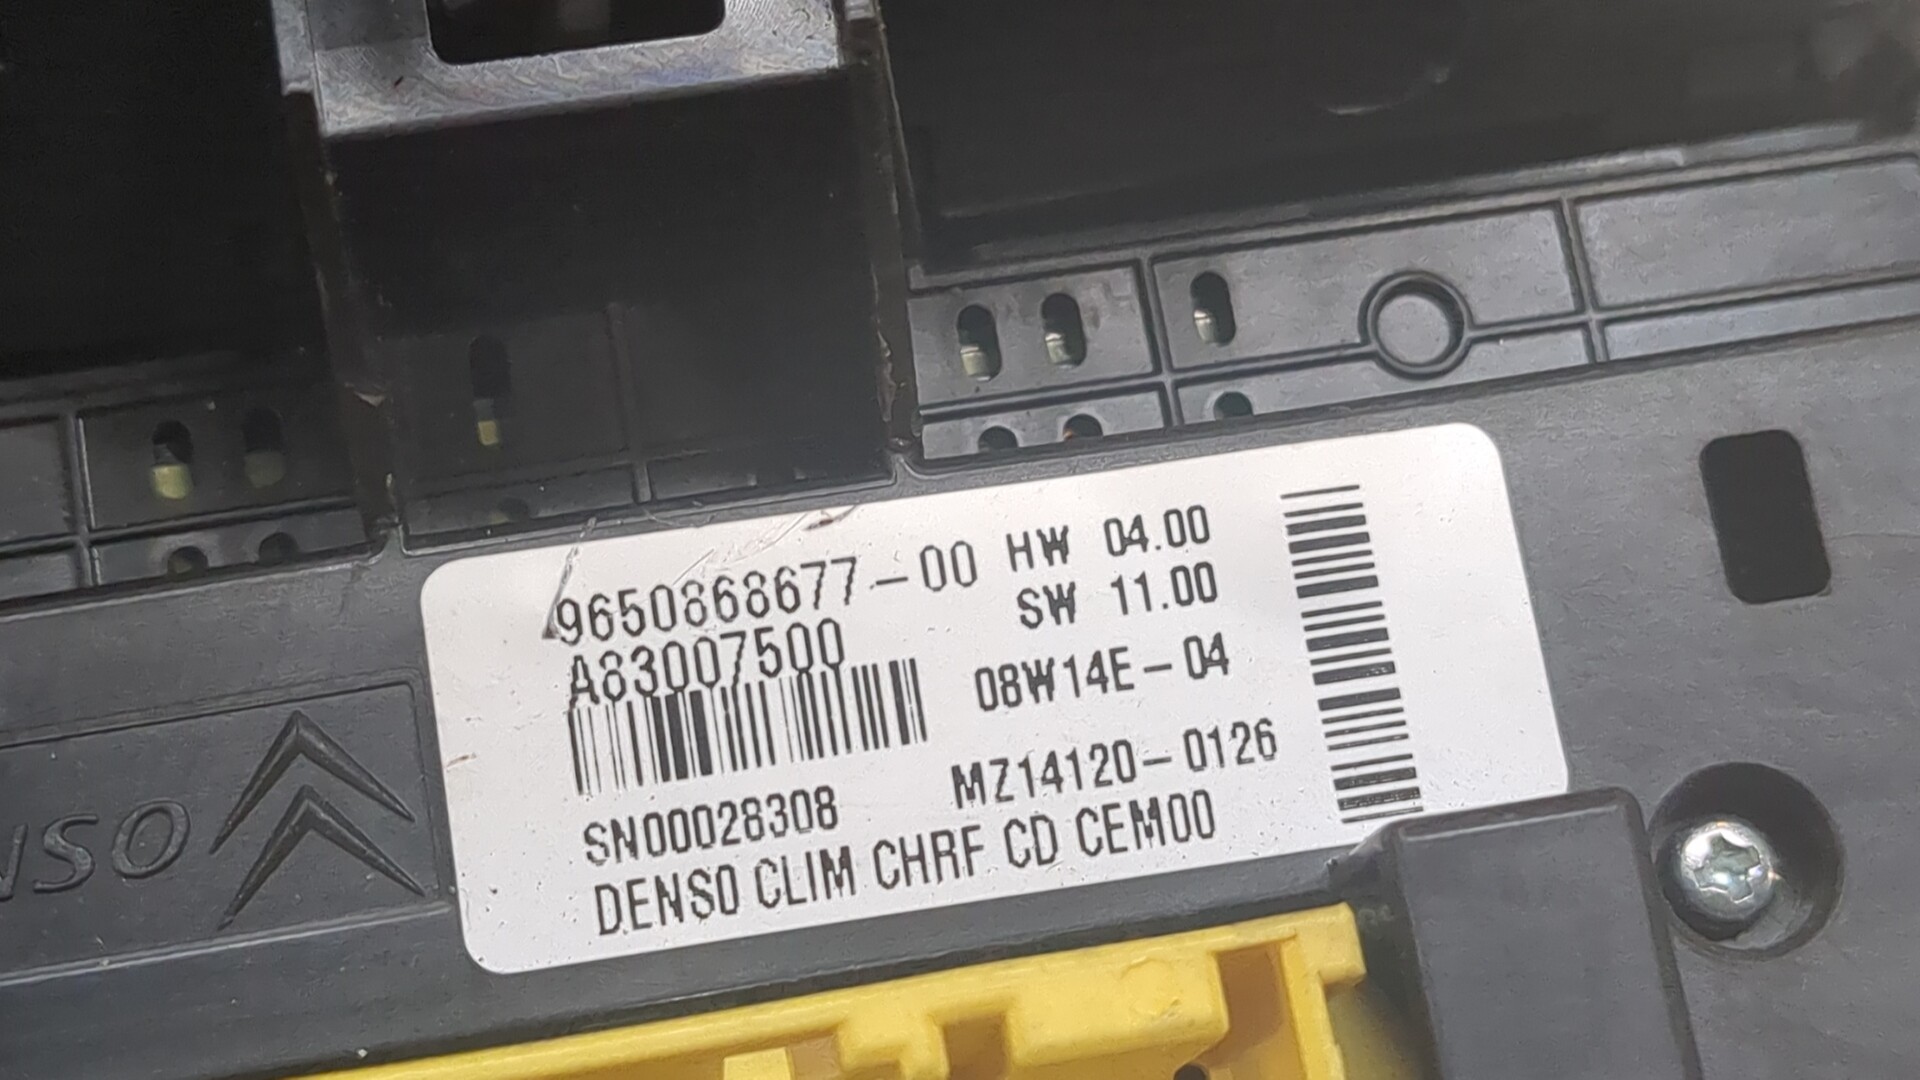 9650868677-00 HW 04.00
A83007500 SW 11.00
08W14E-04
SN00028308 MZ14120-0126
DENSO CLIM CHRF CD CEM00
NSO